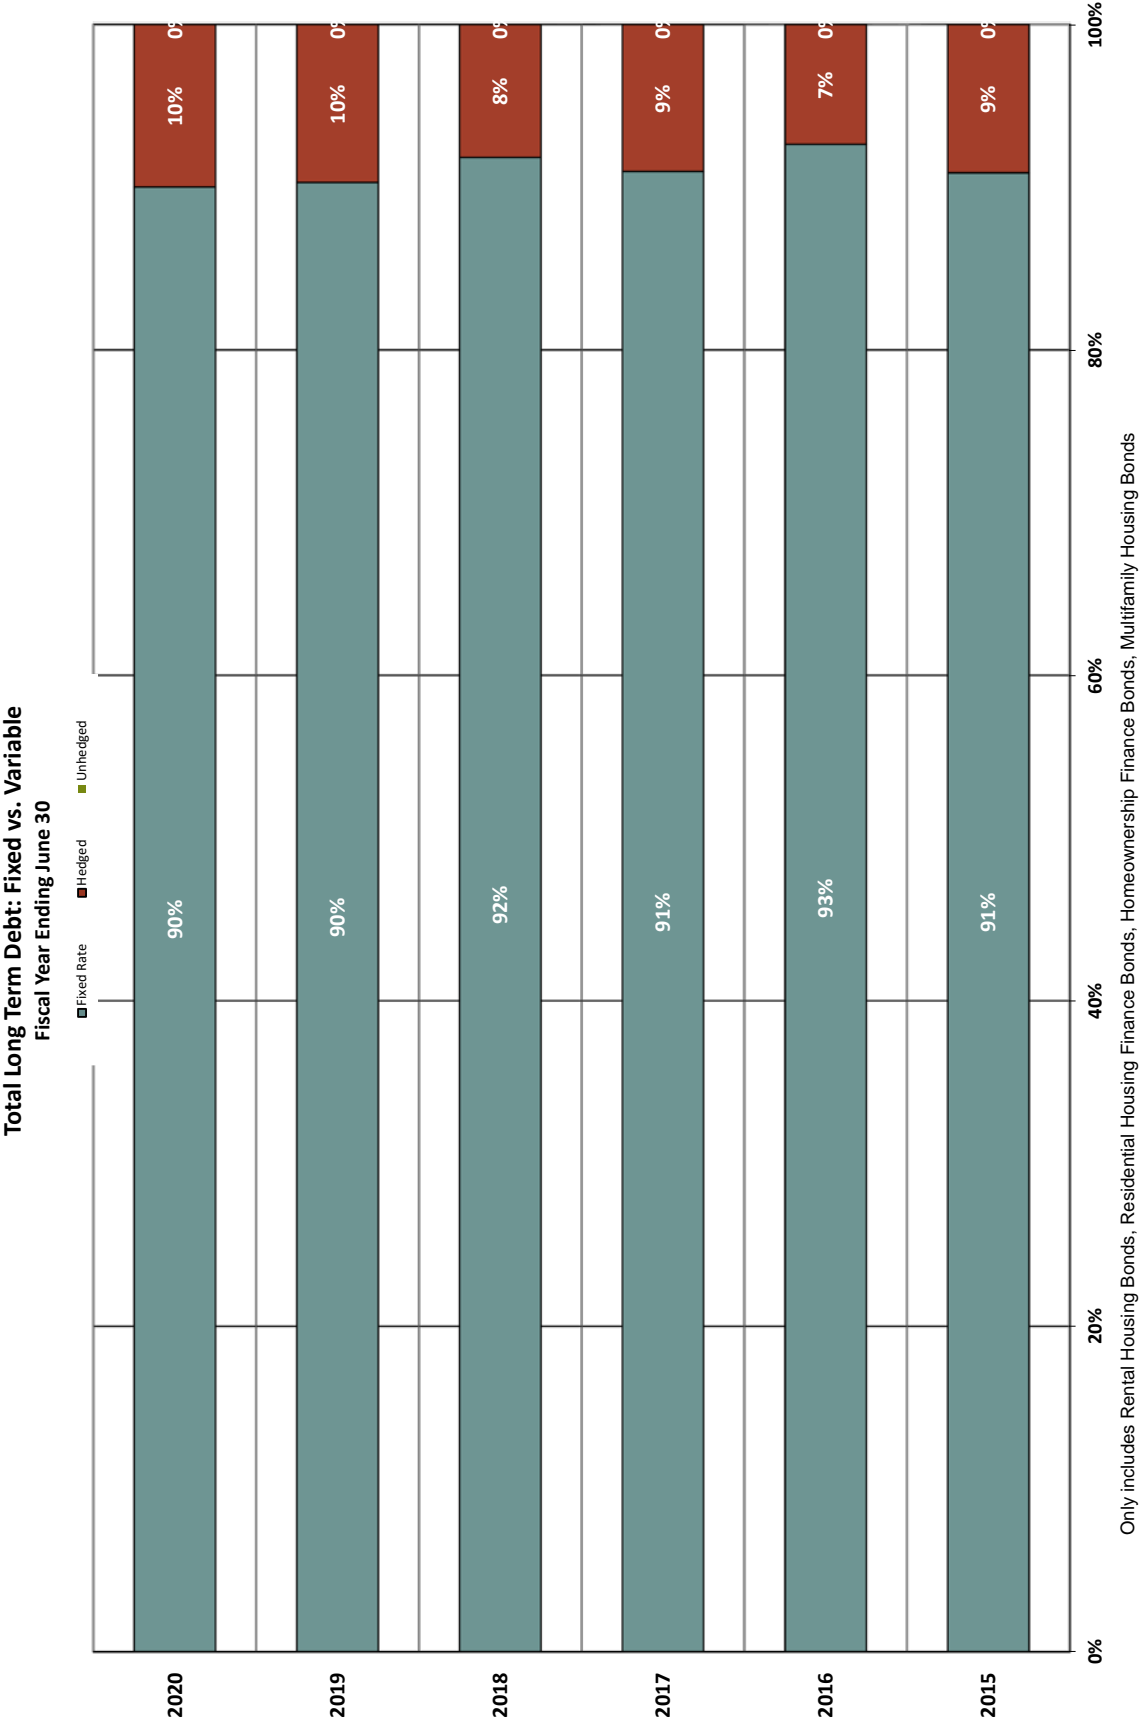 Total Long Term Debt: Fixed vs. Variable
Fiscal Year Ending June 30
Fixed Rate Hedged Unhedged
2020 90% 10%
2019 90% 10%
2018 92% 8%
2017 91% 9%
2016 93% 7%
2015 91% 9%
0% 20% 40% 60% 80% 100%
Only includes Rental Housing Bonds, Residential Housing Finance Bonds, Homeownership Finance Bonds, Multifamily Housing Bonds